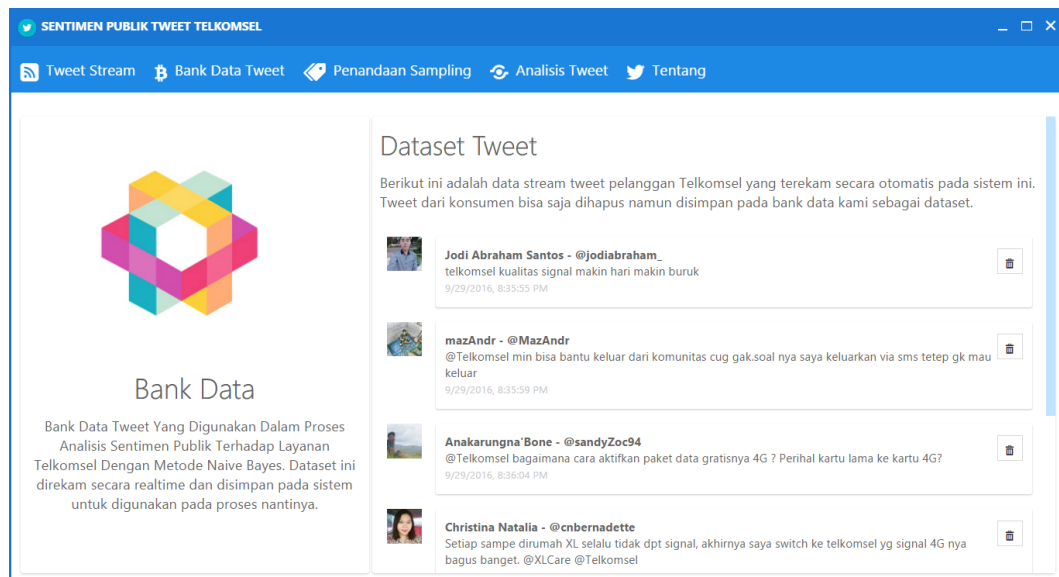 SENTIMEN PUBLIK TWEET TELKOMSEL
Tweet Stream
Bank Data Tweet
Penandaan Sampling
Analisis Tweet
Tentang
Bank Data
Bank Data Tweet Yang Digunakan Dalam Proses
Analisis Sentimen Publik Terhadap Layanan
Telkomsel Dengan Metode Naive Bayes. Dataset ini
direkam secara realtime dan disimpan pada sistem
untuk digunakan pada proses nantinya.
Dataset Tweet
Berikut ini adalah data stream tweet pelanggan Telkomsel yang terekam secara otomatis pada sistem ini.
Tweet dari konsumen bisa saja dihapus namun disimpan pada bank data kami sebagai dataset.
Jodi Abraham Santos - @jodiabraham_
telkomsel kualitas signal makin hari makin buruk
9/29/2016, 8:35:55 PM
mazAndr - @MazAndr
@Telkomsel min bisa bantu keluar dari komunitas cug gak.soal nya saya keluarkan via sms tetep gk mau
keluar
9/29/2016, 8:35:59 PM
Anakarungna'Bone - @sandyZoc94
@Telkomsel bagaimana cara aktifkan paket data gratisnya 4G ? Perihal kartu lama ke kartu 4G?
9/29/2016, 8:36:04 PM
Christina Natalia - @cnbernadette
Setiap sampe dirumah XL selalu tidak dpt signal, akhirnya saya switch ke telkomsel yg signal 4G nya
bagus banget. @XLCare @Telkomsel